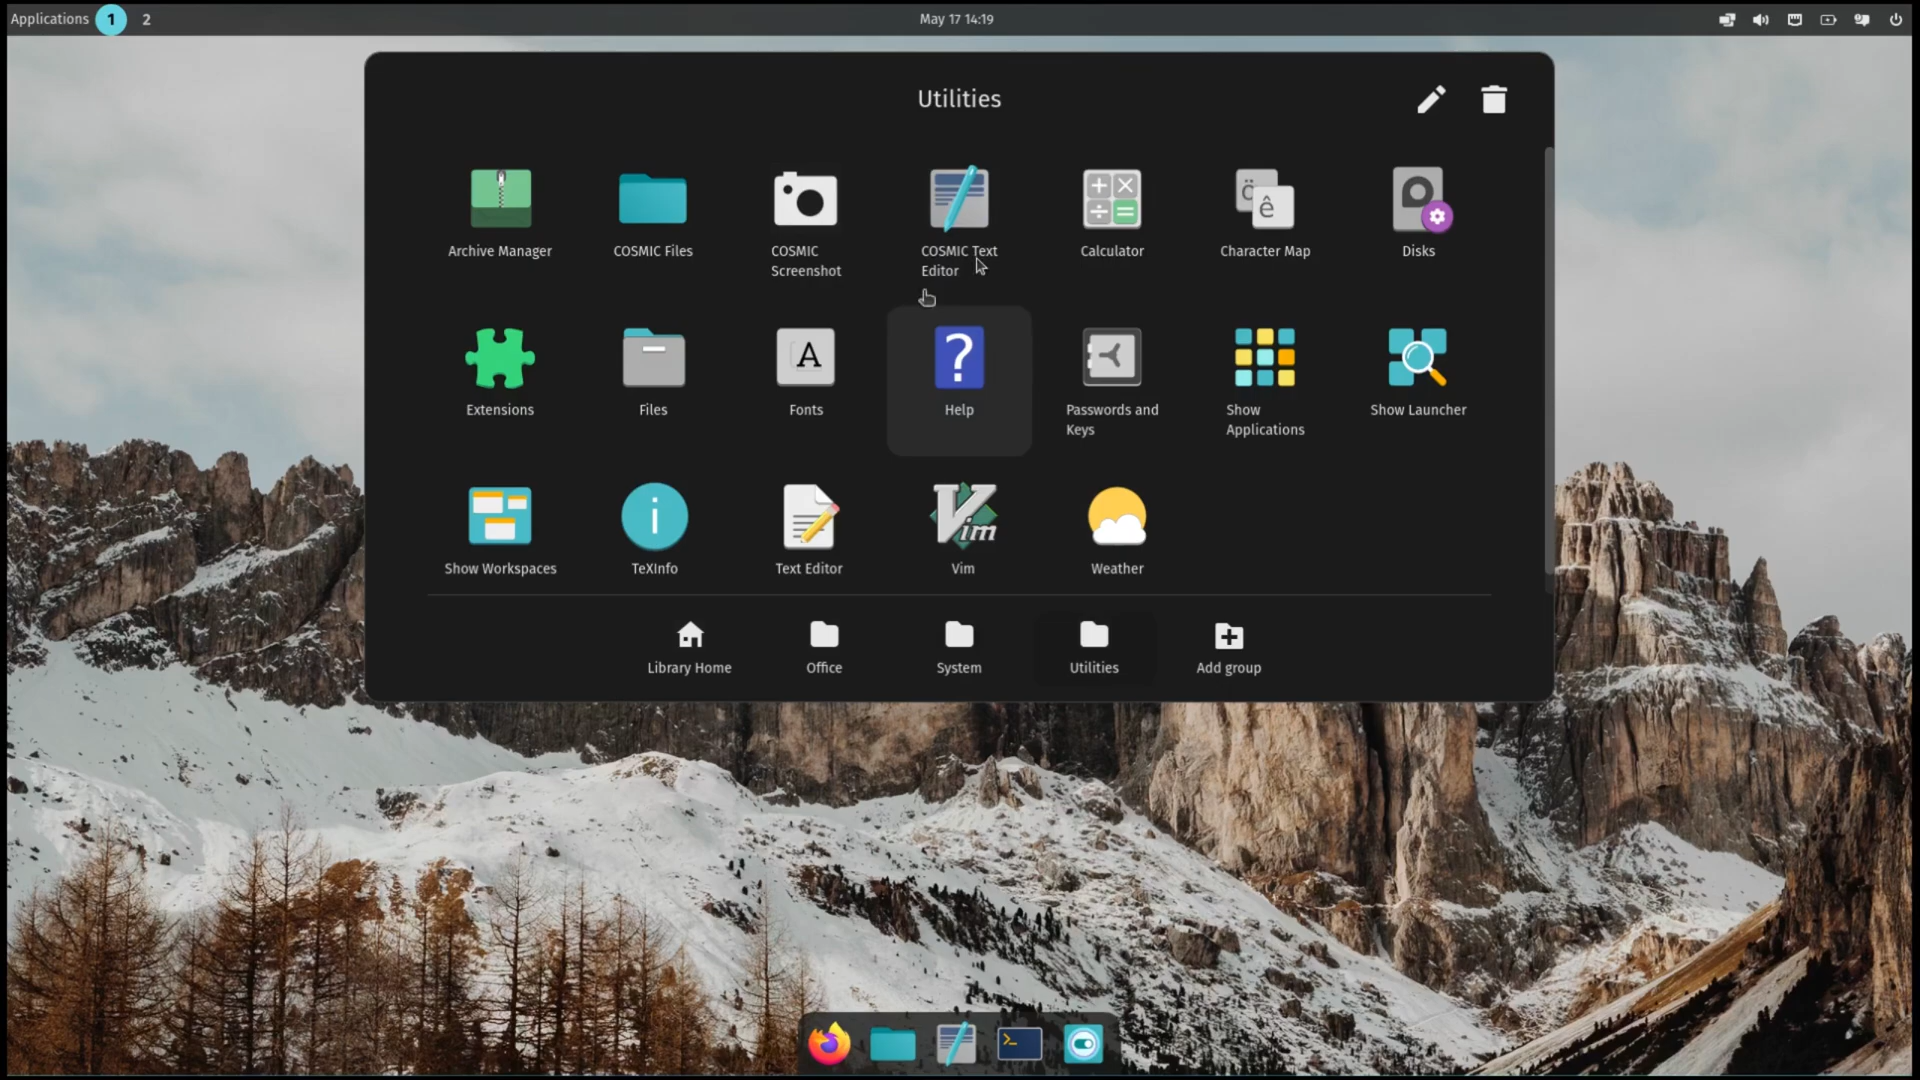 Applications 1 2 May 17 14:19
Utilities
Archive Manager
COSMIC Files
COSMIC
Screenshot
COSMIC Text
Editor
Calculator
Character Map
Disks
Extensions
Files
Fonts
Help
Passwords and
Keys
Show
Applications
Show Launcher
Show Workspaces
TeXInfo
Text Editor
Vim
Weather
Library Home
Office
System
Utilities
Add group